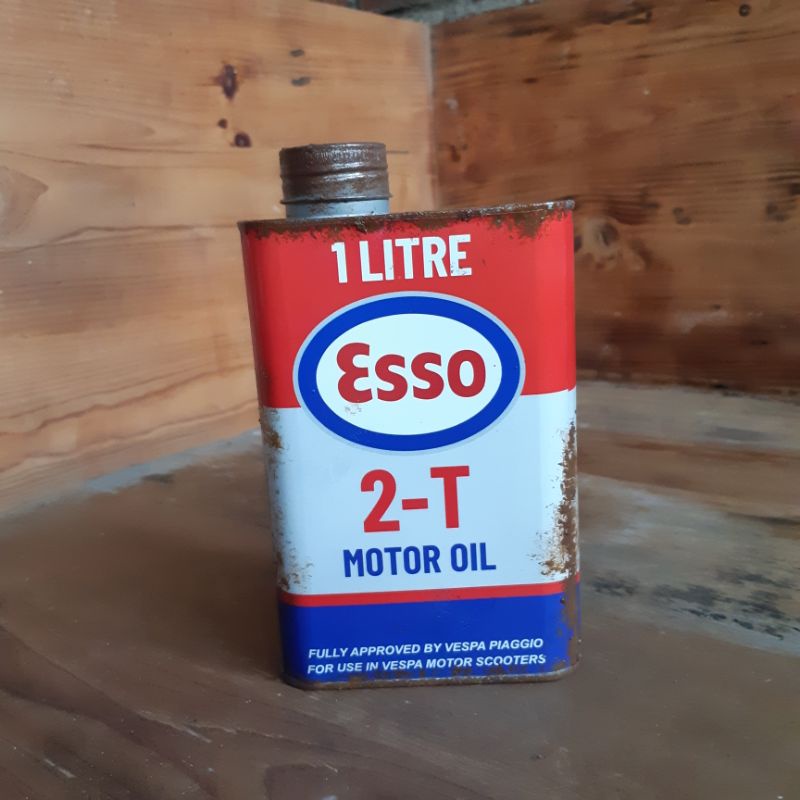 1 LITRE
Esso
2-T
MOTOR OIL
FULLY APPROVED BY VESPA PIAGGIO
FOR USE IN VESPA MOTOR SCOOTERS